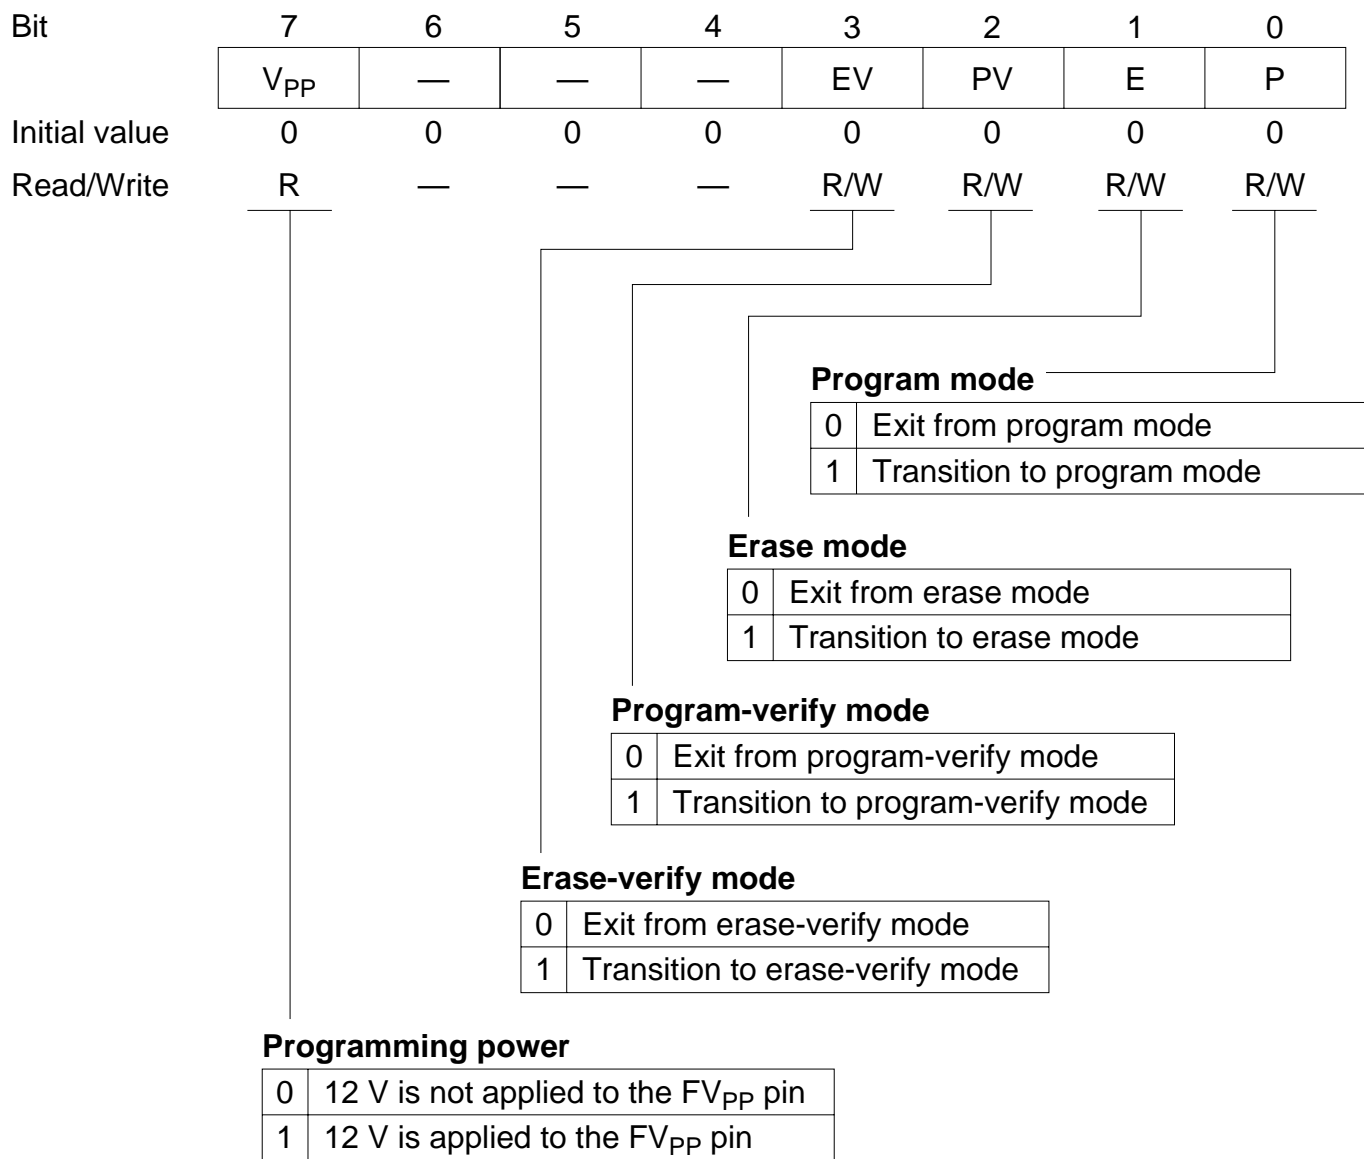 Bit 7 6 5 4 3 2 1 0
VPP — — — EV PV E P
Initial value 0 0 0 0 0 0 0 0
Read/Write R — — — R/W R/W R/W R/W
Program mode
0 Exit from program mode
1 Transition to program mode
Erase mode
0 Exit from erase mode
1 Transition to erase mode
Program-verify mode
0 Exit from program-verify mode
1 Transition to program-verify mode
Erase-verify mode
0 Exit from erase-verify mode
1 Transition to erase-verify mode
Programming power
0 12 V is not applied to the FVPP pin
1 12 V is applied to the FVPP pin